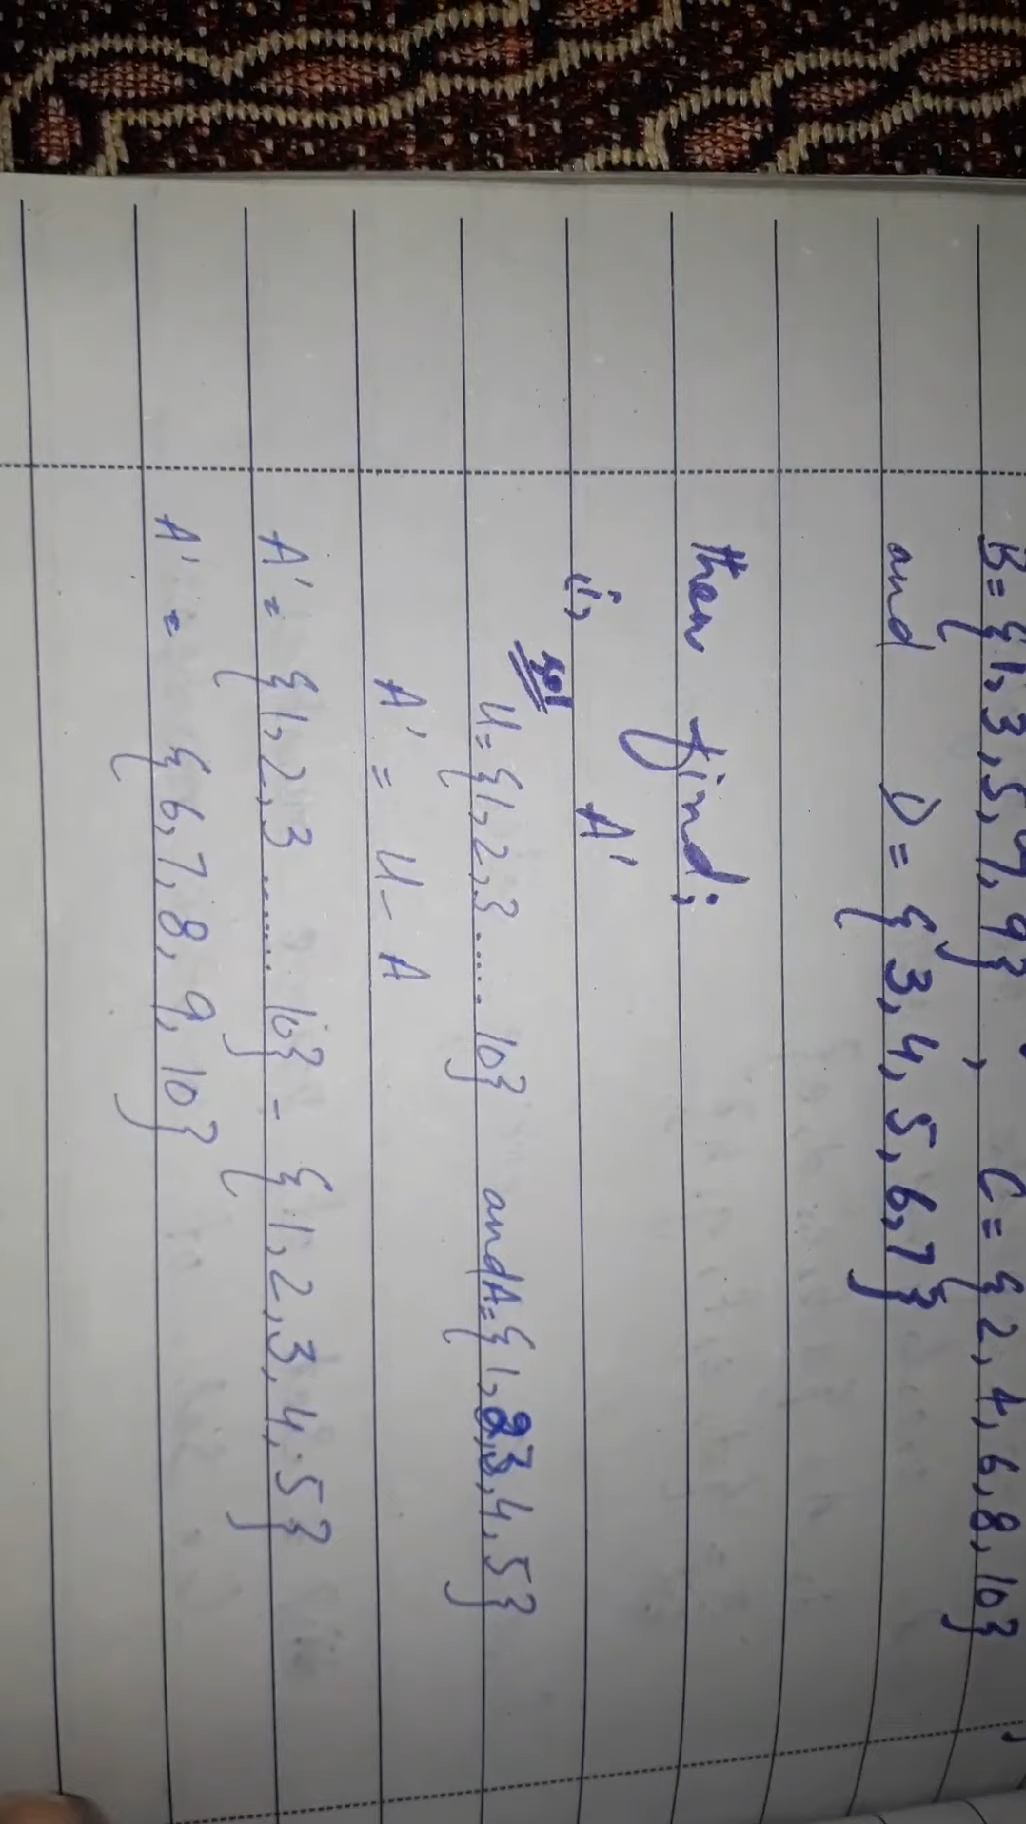 B = {1, 3, 5, 7, 9} , C = {2, 4, 6, 8, 10}
and D = {3, 4, 5, 6, 7}
then find;
i, A'
sol
U = {1, 2, 3 ..... 10} and A = {1, 2, 3, 4, 5}
A' = U - A
A' = {1, 2, 3 ....... 10} - {1, 2, 3, 4, 5}
A' = {6, 7, 8, 9, 10}